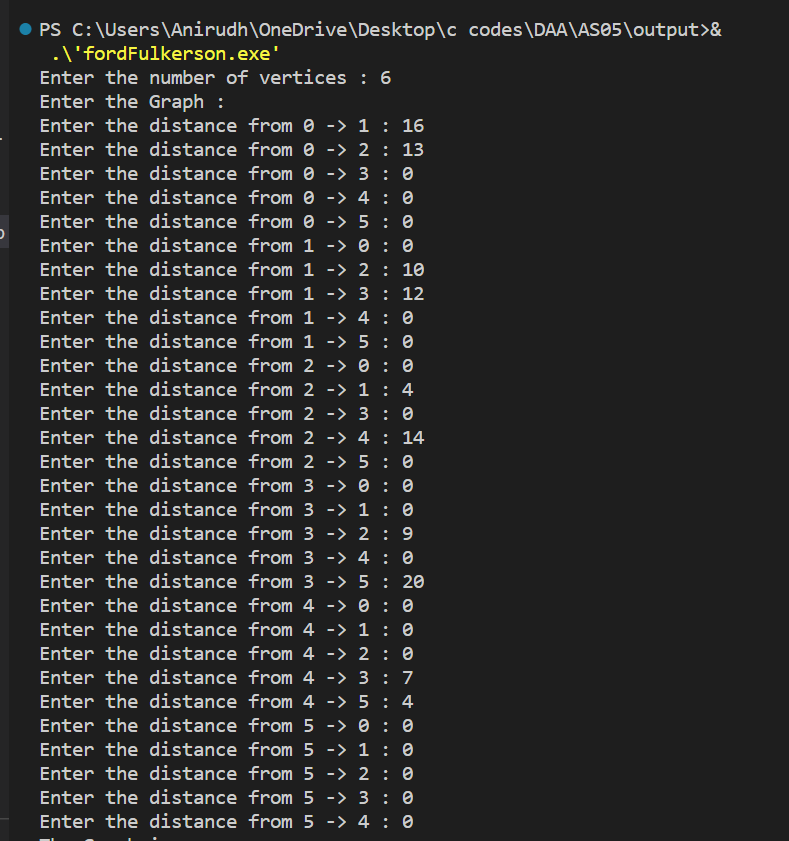 PS C:\Users\Anirudh\OneDrive\Desktop\c codes\DAA\AS05\output>&
.\'fordFulkerson.exe'
Enter the number of vertices : 6
Enter the Graph :
Enter the distance from 0 -> 1 : 16
Enter the distance from 0 -> 2 : 13
Enter the distance from 0 -> 3 : 0
Enter the distance from 0 -> 4 : 0
Enter the distance from 0 -> 5 : 0
Enter the distance from 1 -> 0 : 0
Enter the distance from 1 -> 2 : 10
Enter the distance from 1 -> 3 : 12
Enter the distance from 1 -> 4 : 0
Enter the distance from 1 -> 5 : 0
Enter the distance from 2 -> 0 : 0
Enter the distance from 2 -> 1 : 4
Enter the distance from 2 -> 3 : 0
Enter the distance from 2 -> 4 : 14
Enter the distance from 2 -> 5 : 0
Enter the distance from 3 -> 0 : 0
Enter the distance from 3 -> 1 : 0
Enter the distance from 3 -> 2 : 9
Enter the distance from 3 -> 4 : 0
Enter the distance from 3 -> 5 : 20
Enter the distance from 4 -> 0 : 0
Enter the distance from 4 -> 1 : 0
Enter the distance from 4 -> 2 : 0
Enter the distance from 4 -> 3 : 7
Enter the distance from 4 -> 5 : 4
Enter the distance from 5 -> 0 : 0
Enter the distance from 5 -> 1 : 0
Enter the distance from 5 -> 2 : 0
Enter the distance from 5 -> 3 : 0
Enter the distance from 5 -> 4 : 0